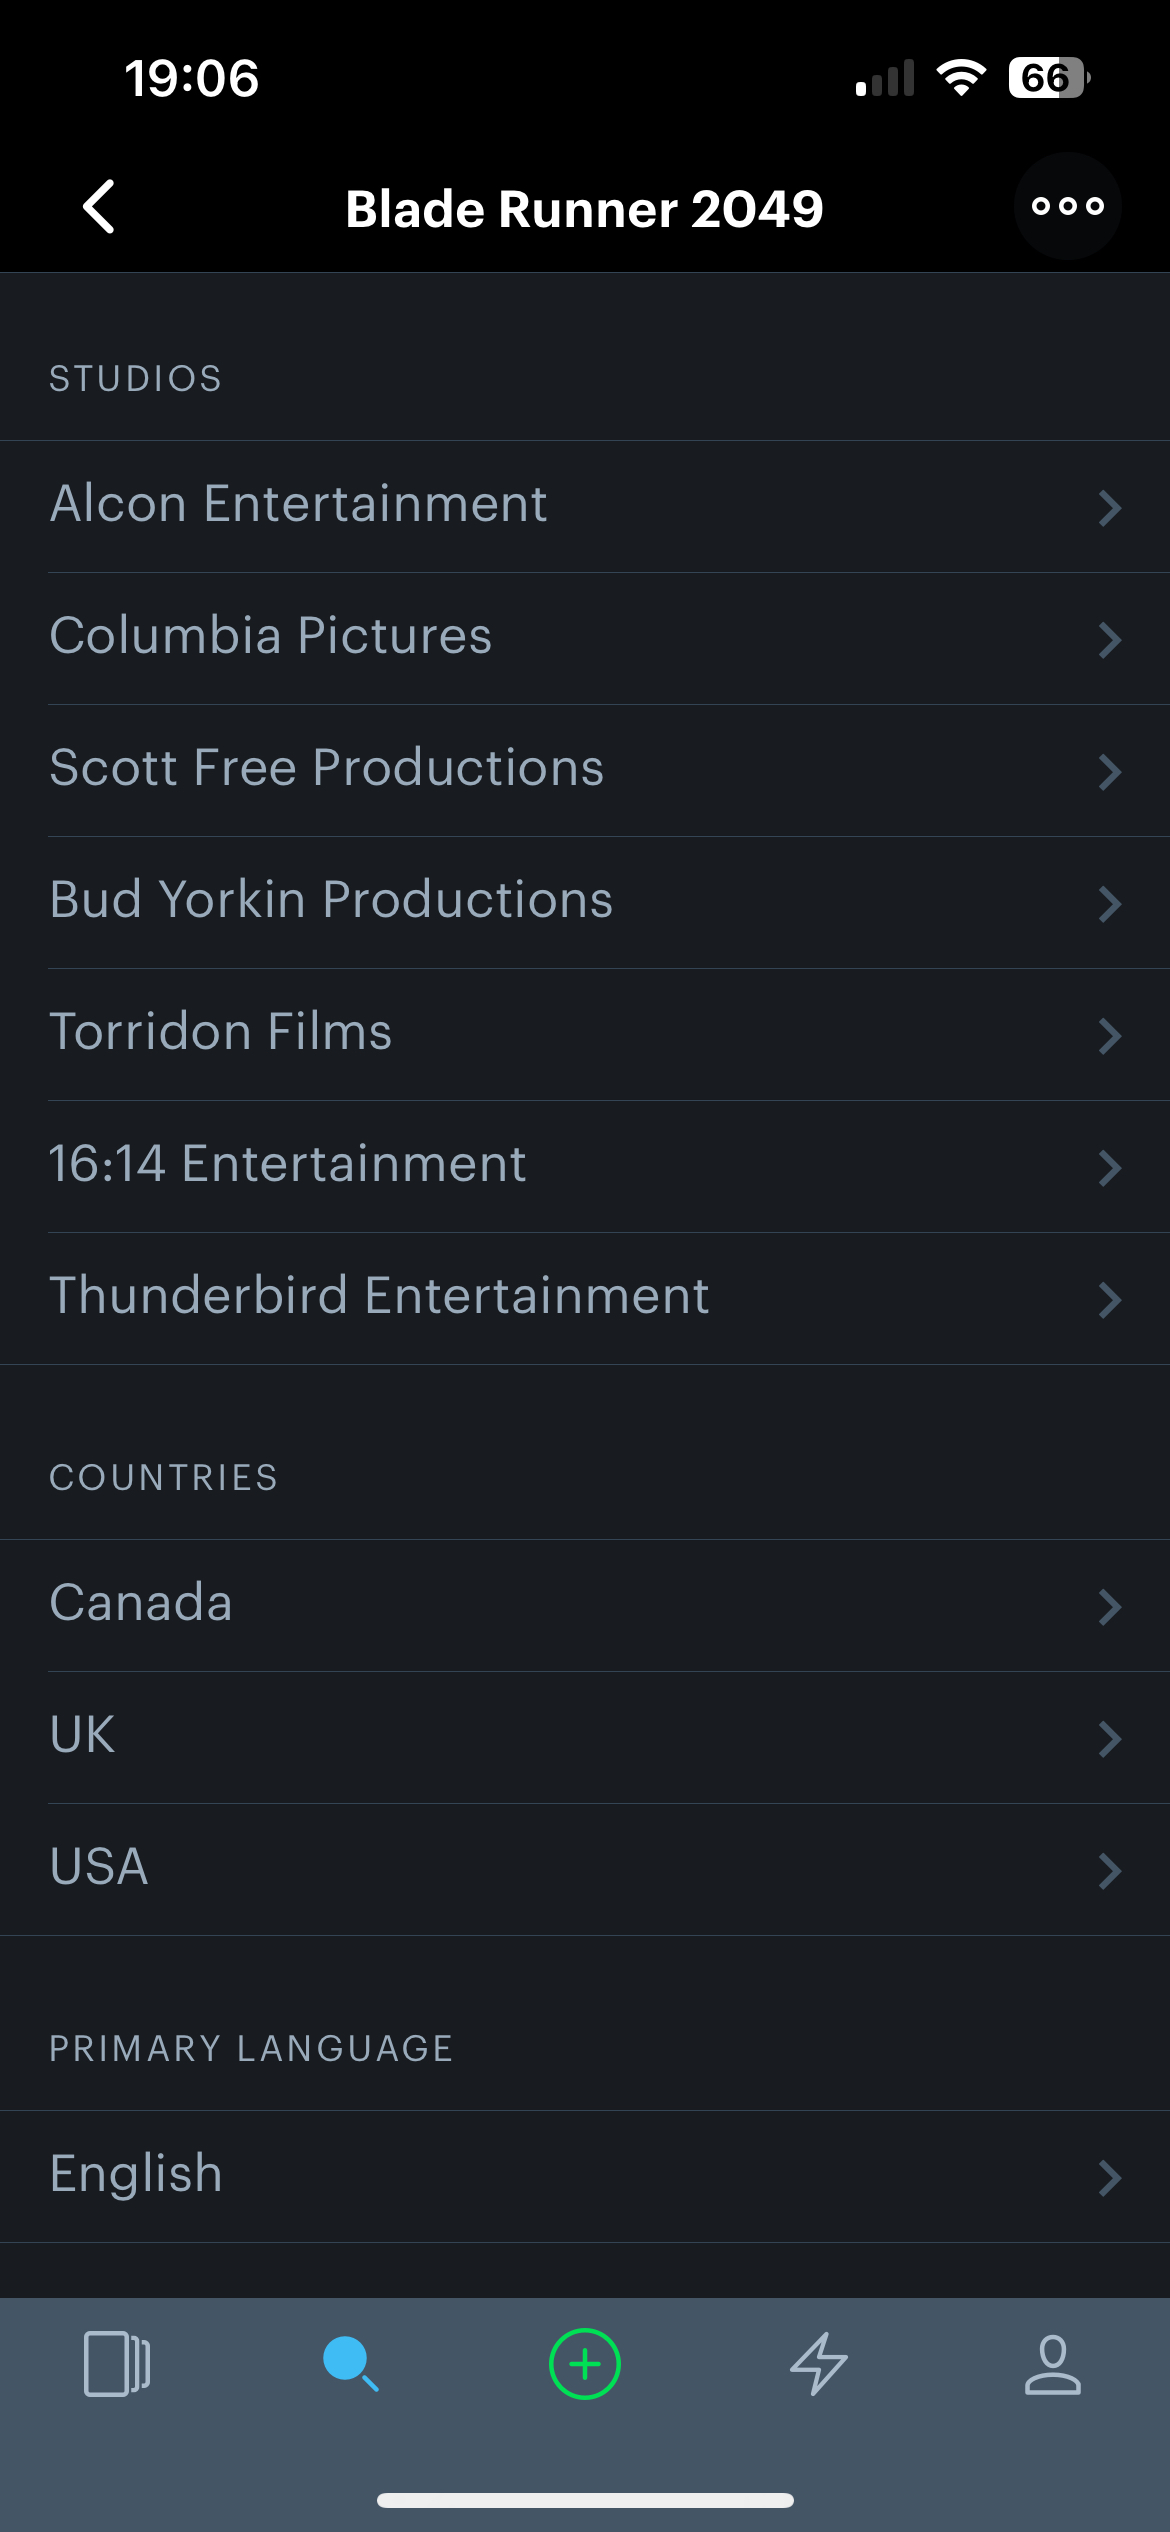 19:06
66
Blade Runner 2049
STUDIOS
Alcon Entertainment
Columbia Pictures
Scott Free Productions
Bud Yorkin Productions
Torridon Films
16:14 Entertainment
Thunderbird Entertainment
COUNTRIES
Canada
UK
USA
PRIMARY LANGUAGE
English